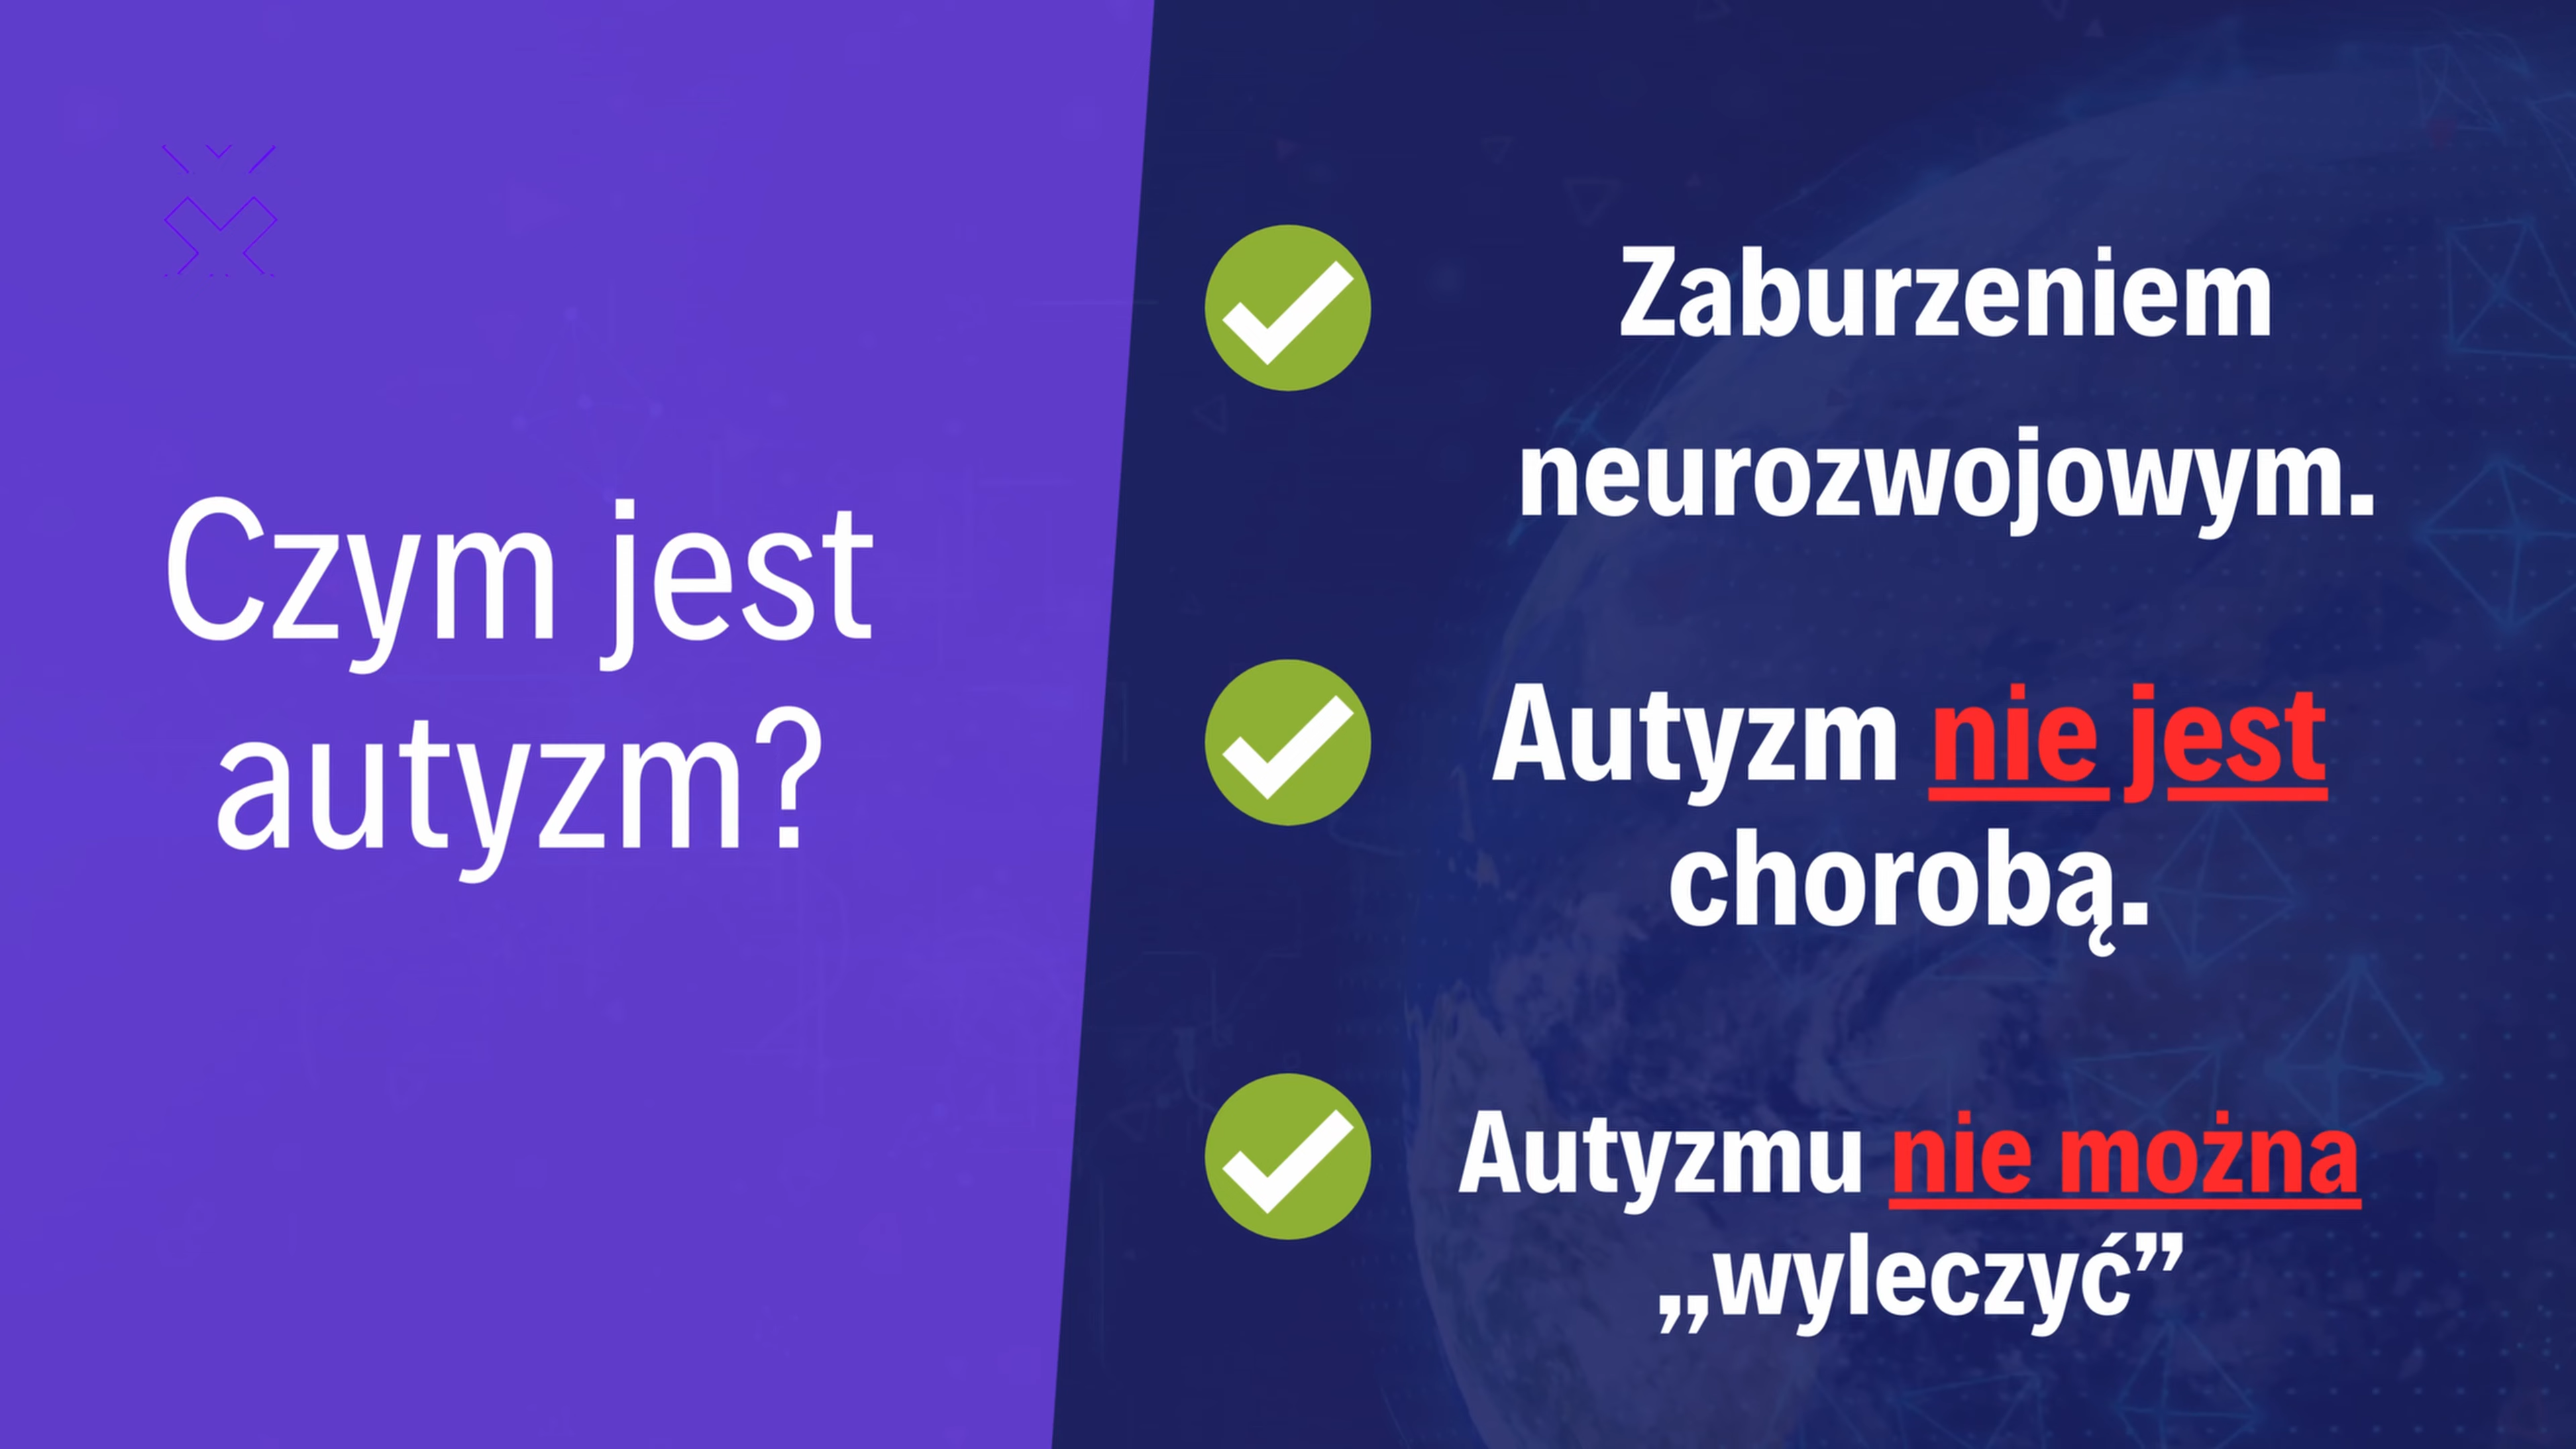 Czym jest
autyzm?
Zaburzeniem
neurozwojowym.
Autyzm nie jest
chorobą.
Autyzmu nie można
„wyleczyć”